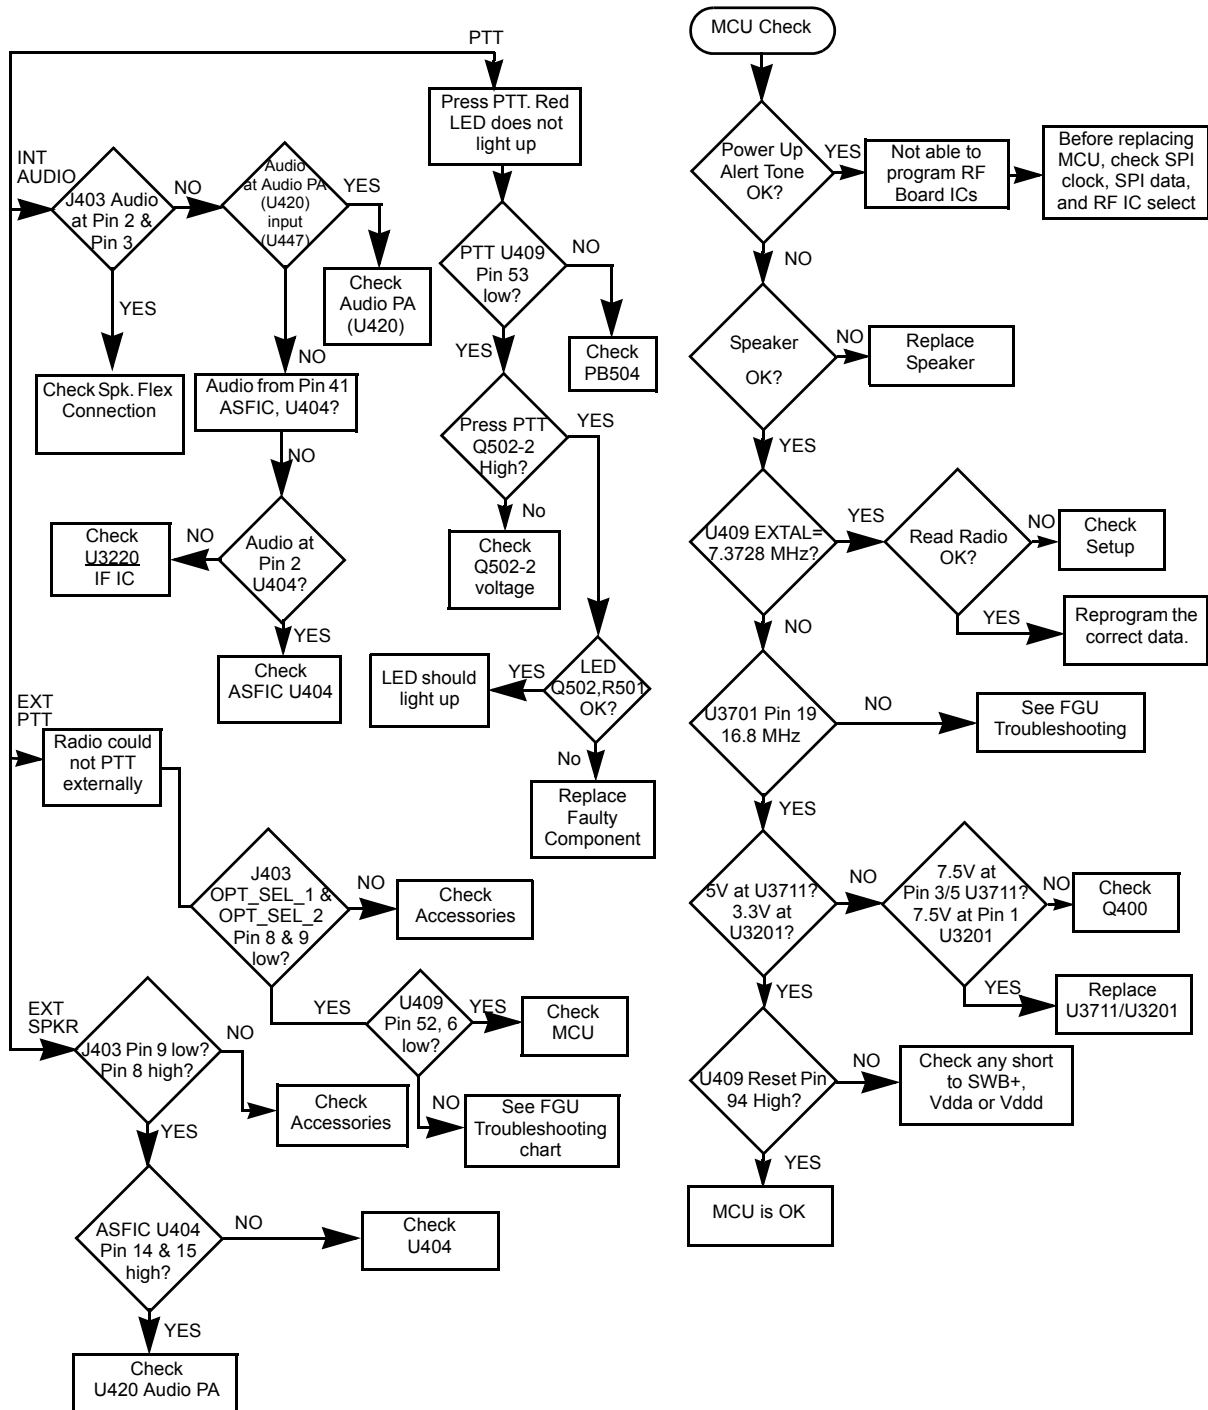 PTT
Press PTT. Red
LED does not
light up
INT
AUDIO
J403 Audio
at Pin 2 &
Pin 3
NO
Audio
at Audio PA
(U420)
input
(U447)
YES
Check
Audio PA
(U420)
YES
Check Spk. Flex
Connection
NO
Audio from Pin 41
ASFIC, U404?
NO
Audio at
Pin 2
U404?
NO
Check
U3220
IF IC
YES
Check
ASFIC U404
PTT U409
Pin 53
low?
NO
Check
PB504
YES
Press PTT
Q502-2
High?
YES
No
Check
Q502-2
voltage
LED
Q502,R501
OK?
YES
LED should
light up
No
Replace
Faulty
Component
EXT
PTT
Radio could
not PTT
externally
J403
OPT_SEL_1 &
OPT_SEL_2
Pin 8 & 9
low?
NO
Check
Accessories
YES
U409
Pin 52, 6
low?
YES
Check
MCU
NO
See FGU
Troubleshooting
chart
EXT
SPKR
J403 Pin 9 low?
Pin 8 high?
NO
Check
Accessories
YES
ASFIC U404
Pin 14 & 15
high?
NO
Check
U404
YES
Check
U420 Audio PA
MCU Check
Power Up
Alert Tone
OK?
YES
Not able to
program RF
Board ICs
Before replacing
MCU, check SPI
clock, SPI data,
and RF IC select
NO
Speaker
OK?
NO
Replace
Speaker
YES
U409 EXTAL=
7.3728 MHz?
YES
Read Radio
OK?
NO
Check
Setup
YES
Reprogram the
correct data.
NO
U3701 Pin 19
16.8 MHz
NO
See FGU
Troubleshooting
YES
5V at U3711?
3.3V at
U3201?
NO
7.5V at
Pin 3/5 U3711?
7.5V at Pin 1
U3201
NO
Check
Q400
YES
Replace
U3711/U3201
YES
U409 Reset Pin
94 High?
NO
Check any short
to SWB+,
Vdda or Vddd
YES
MCU is OK